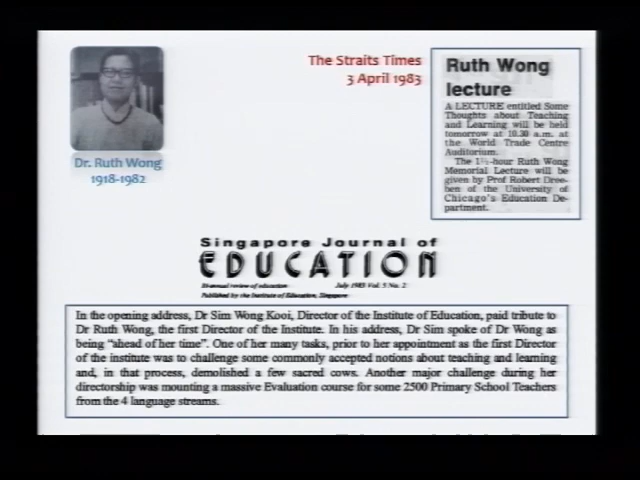 The Straits Times
3 April 1983
Dr. Ruth Wong
1918-1982
Ruth Wong
lecture
A LECTURE entitled Some
Thoughts about Teaching
and Learning will be held
tomorrow at 10.30 a.m. at
the World Trade Centre
Auditorium.
The 1½-hour Ruth Wong
Memorial Lecture will be
given by Prof Robert Dree-
ben of the University of
Chicago's Education De-
partment.
Singapore Journal of
EDUCATION
Bi-annual review of education
July 1983 Vol. 5 No. 2
Published by the Institute of Education, Singapore
In the opening address, Dr Sim Wong Kooi, Director of the Institute of Education, paid tribute to
Dr Ruth Wong, the first Director of the Institute. In his address, Dr Sim spoke of Dr Wong as
being "ahead of her time". One of her many tasks, prior to her appointment as the first Director
of the institute was to challenge some commonly accepted notions about teaching and learning
and, in that process, demolished a few sacred cows. Another major challenge during her
directorship was mounting a massive Evaluation course for some 2500 Primary School Teachers
from the 4 language streams.